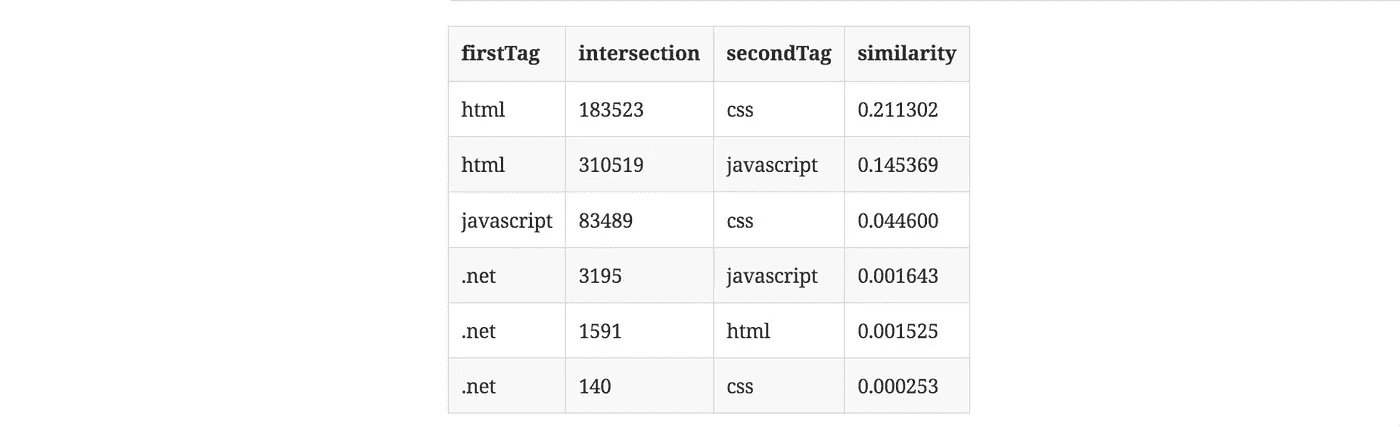 firstTag intersection secondTag similarity
html 183523 css 0.211302
html 310519 javascript 0.145369
javascript 83489 css 0.044600
.net 3195 javascript 0.001643
.net 1591 html 0.001525
.net 140 css 0.000253